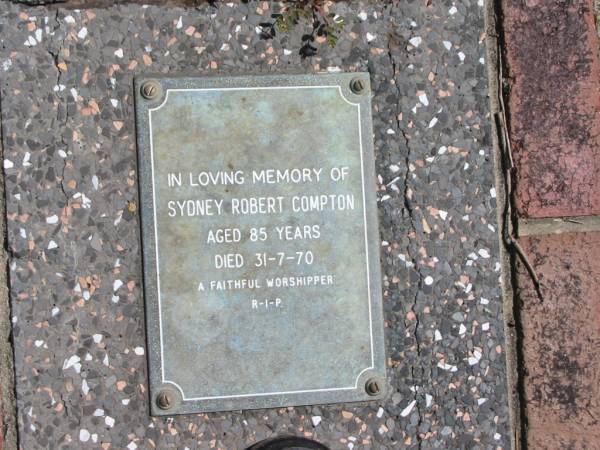 IN LOVING MEMORY OF
SYDNEY ROBERT COMPTON
AGED 85 YEARS
DIED 31-7-70
A FAITHFUL WORSHIPPER
R-I-P.